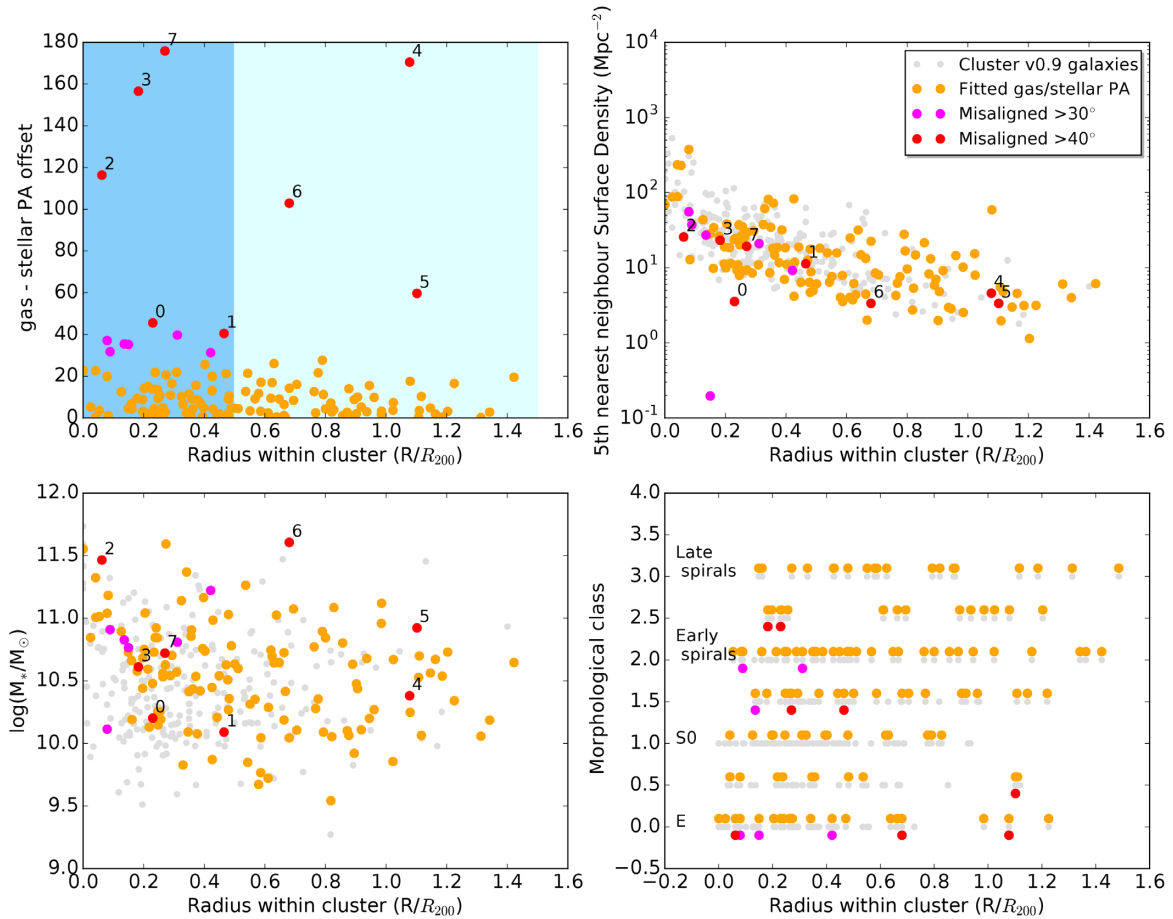 180
160
140
120
100
80
60
40
20
0
gas - stellar PA offset
7
4
3
2
6
5
0
1
0.0 0.2 0.4 0.6 0.8 1.0 1.2 1.4 1.6
Radius within cluster (R/R₂₀₀)
10⁴
10³
10²
10¹
10⁰
10⁻¹
5th nearest neighbour Surface Density (Mpc⁻²)
Cluster v0.9 galaxies
Fitted gas/stellar PA
Misaligned >30°
Misaligned >40°
2
3
7
1
0
6
4
5
0.0 0.2 0.4 0.6 0.8 1.0 1.2 1.4 1.6
Radius within cluster (R/R₂₀₀)
12.0
11.5
11.0
10.5
10.0
9.5
9.0
log(M*/M☉)
2
6
5
7
3
4
0
1
0.0 0.2 0.4 0.6 0.8 1.0 1.2 1.4 1.6
Radius within cluster (R/R₂₀₀)
4.0
3.5
3.0
2.5
2.0
1.5
1.0
0.5
0.0
−0.5
Morphological class
Late
spirals
Early
spirals
S0
E
−0.2 0.0 0.2 0.4 0.6 0.8 1.0 1.2 1.4 1.6
Radius within cluster (R/R₂₀₀)